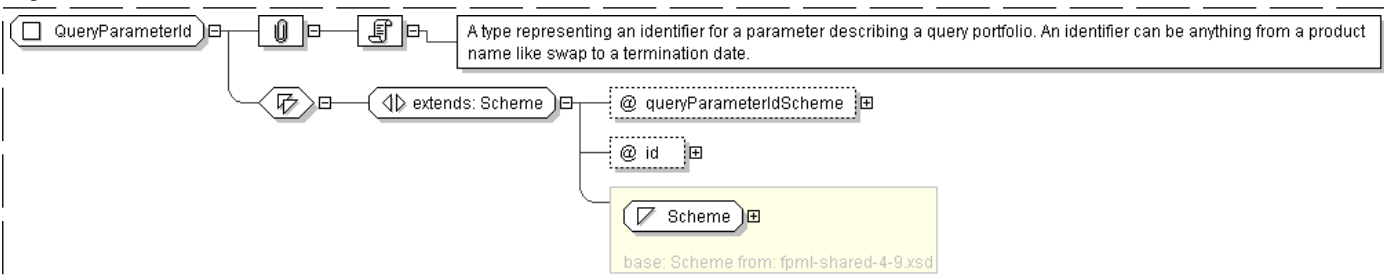 QueryParameterId
A type representing an identifier for a parameter describing a query portfolio. An identifier can be anything from a product
name like swap to a termination date.
extends: Scheme
@ queryParameterIdScheme
@ id
Scheme
base: Scheme from: fpml-shared-4-9.xsd